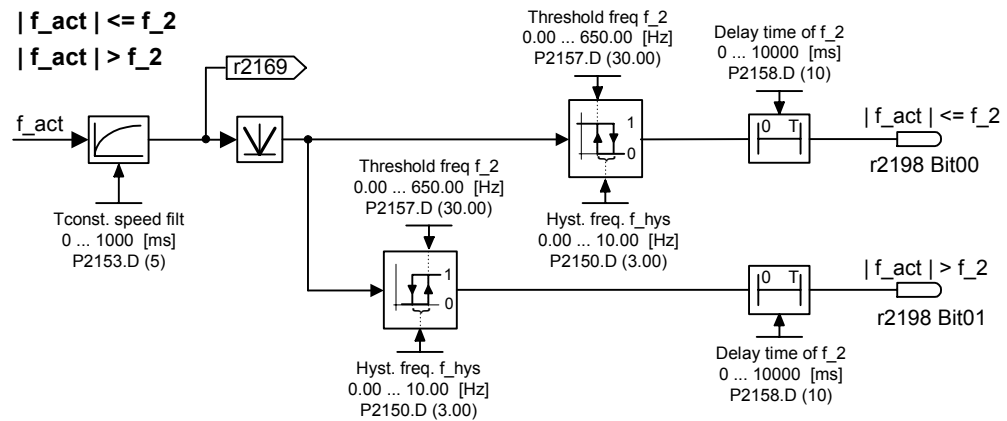 | f_act | <= f_2
| f_act | > f_2
r2169
f_act
Tconst. speed filt
0 ... 1000 [ms]
P2153.D (5)
Threshold freq f_2
0.00 ... 650.00 [Hz]
P2157.D (30.00)
1
0
Hyst. freq. f_hys
0.00 ... 10.00 [Hz]
P2150.D (3.00)
Delay time of f_2
0 ... 10000 [ms]
P2158.D (10)
0 T
| f_act | <= f_2
r2198 Bit00
Threshold freq f_2
0.00 ... 650.00 [Hz]
P2157.D (30.00)
1
0
Hyst. freq. f_hys
0.00 ... 10.00 [Hz]
P2150.D (3.00)
0 T
| f_act | > f_2
r2198 Bit01
Delay time of f_2
0 ... 10000 [ms]
P2158.D (10)